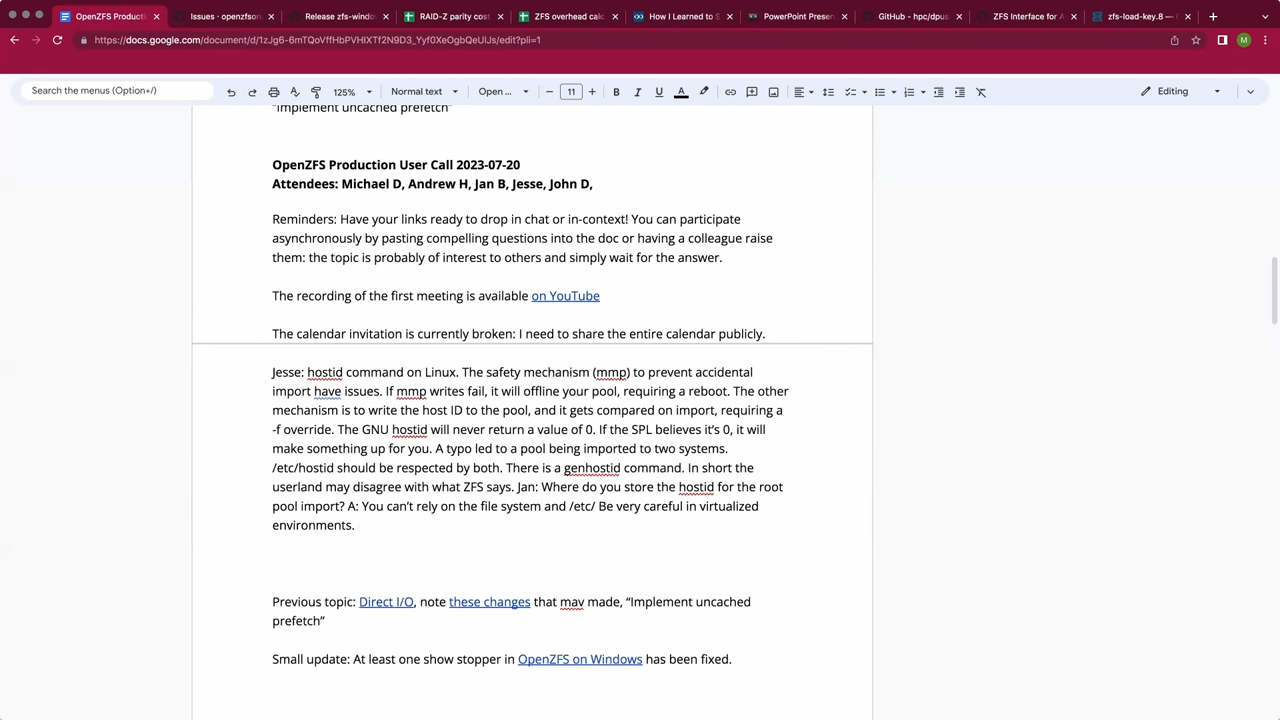 OpenZFS Producti
Issues · openzfson
Release zfs-window
RAID-Z parity cost
ZFS overhead calc
How I Learned to S
PowerPoint Presen
GitHub - hpc/dpus
ZFS Interface for A
zfs-load-key.8 — O
https://docs.google.com/document/d/1zJg6-6mTQoVffHbPVHIXTf2N9D3_Yyf0XeOgbQeUlJs/edit?pli=1
M
Search the menus (Option+/)
125%
Normal text
Open ...
11
B I U A
Editing
“Implement uncached prefetch”
OpenZFS Production User Call 2023-07-20
Attendees: Michael D, Andrew H, Jan B, Jesse, John D,
Reminders: Have your links ready to drop in chat or in-context! You can participate
asynchronously by pasting compelling questions into the doc or having a colleague raise
them: the topic is probably of interest to others and simply wait for the answer.
The recording of the first meeting is available on YouTube
The calendar invitation is currently broken: I need to share the entire calendar publicly.
Jesse: hostid command on Linux. The safety mechanism (mmp) to prevent accidental
import have issues. If mmp writes fail, it will offline your pool, requiring a reboot. The other
mechanism is to write the host ID to the pool, and it gets compared on import, requiring a
-f override. The GNU hostid will never return a value of 0. If the SPL believes it’s 0, it will
make something up for you. A typo led to a pool being imported to two systems.
/etc/hostid should be respected by both. There is a genhostid command. In short the
userland may disagree with what ZFS says. Jan: Where do you store the hostid for the root
pool import? A: You can’t rely on the file system and /etc/ Be very careful in virtualized
environments.
Previous topic: Direct I/O, note these changes that mav made, “Implement uncached
prefetch”
Small update: At least one show stopper in OpenZFS on Windows has been fixed.